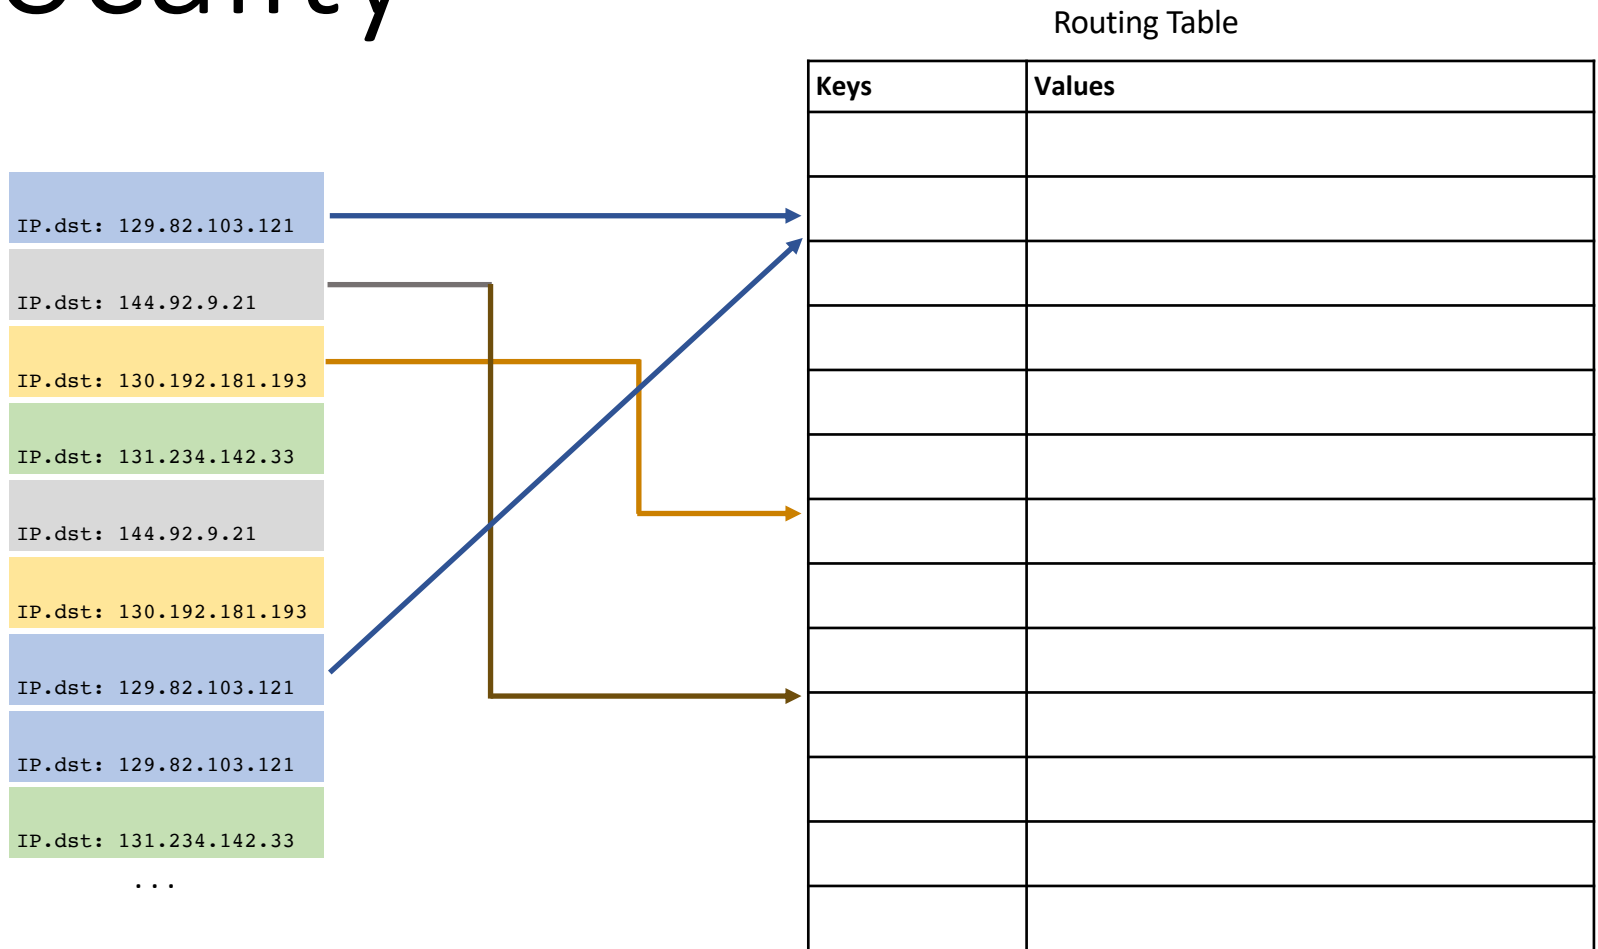 ocality
Routing Table
Keys Values
IP.dst: 129.82.103.121
IP.dst: 144.92.9.21
IP.dst: 130.192.181.193
IP.dst: 131.234.142.33
IP.dst: 144.92.9.21
IP.dst: 130.192.181.193
IP.dst: 129.82.103.121
IP.dst: 129.82.103.121
IP.dst: 131.234.142.33
...